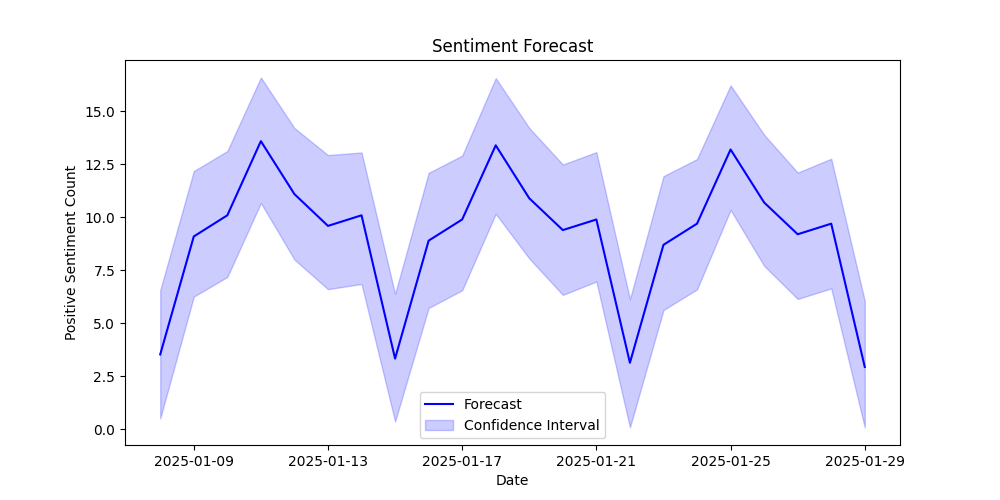 Sentiment Forecast
Positive Sentiment Count
15.0
12.5
10.0
7.5
5.0
2.5
0.0
Forecast
Confidence Interval
2025-01-09 2025-01-13 2025-01-17 2025-01-21 2025-01-25 2025-01-29
Date